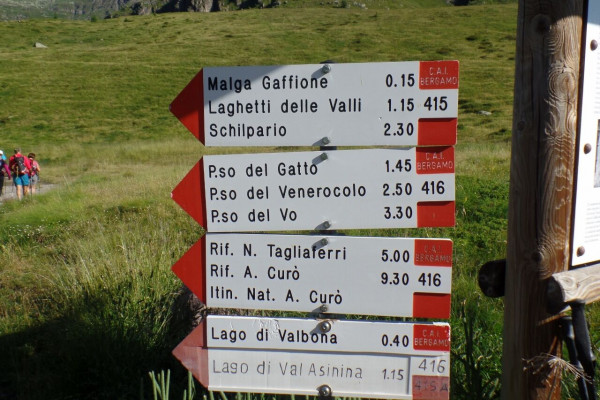 Malga Gaffione 0.15 C.A.I. BERGAMO
Laghetti delle Valli 1.15 415
Schilpario 2.30
P.so del Gatto 1.45 C.A.I. BERGAMO
P.so del Venerocolo 2.50 416
P.so del Vo 3.30
Rif. N. Tagliaferri 5.00 C.A.I. BERGAMO
Rif. A. Curò 9.30 416
Itin. Nat. A. Curò
Lago di Valbona 0.40 C.A.I. BERGAMO
Lago di Val Asinina 1.15 416
416A